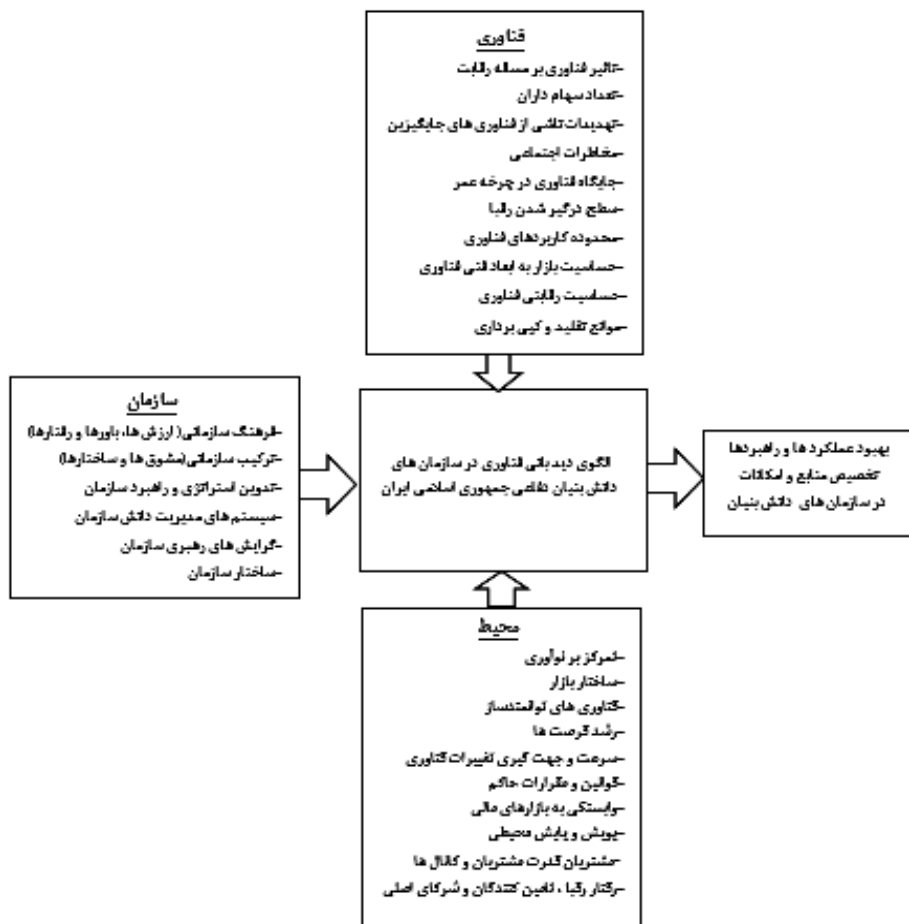 فناوری
-تاثیر فناوری بر مساله رقابت
-تعداد سهام داران
-تهدیدات ناشی از فناوری های جایگزین
-مخاطرات اجتماعی
-جایگاه فناوری در چرخه عمر
-سطح درگیر شدن رقبا
-محدوده کاربردهای فناوری
-حساسیت بازار به ابعاد فنی فناوری
-حساسیت رقابتی فناوری
-موانع تقلید و کپی برداری
سازمان
-فرهنگ سازمانی(ارزش ها، باورها و رفتارها)
-ترکیب سازمانی(مشوق ها و ساختارها)
-تدوین استراتژی و راهبرد سازمان
-سیستم های مدیریت دانش سازمان
-گرایش های رهبری سازمان
-ساختار سازمان
الگوی دیدبانی فناوری در سازمان های
دانش بنیان دفاعی جمهوری اسلامی ایران
بهبود عملکردها و راهبردها
تخصیص منابع و امکانات
در سازمان های دانش بنیان
محیط
-تمرکز بر نوآوری
-ساختار بازار
-فناوری های توانمندساز
-رشد فرصت ها
-سرعت و جهت گیری تغییرات فناوری
-قوانین و مقرارات حاکم
-وابستگی به بازارهای مالی
-پویش و پایش محیطی
-مشتریان قدرت مشتریان و کانال ها
-رفتار رقبا ، تامین کنندگان و شرکای اصلی